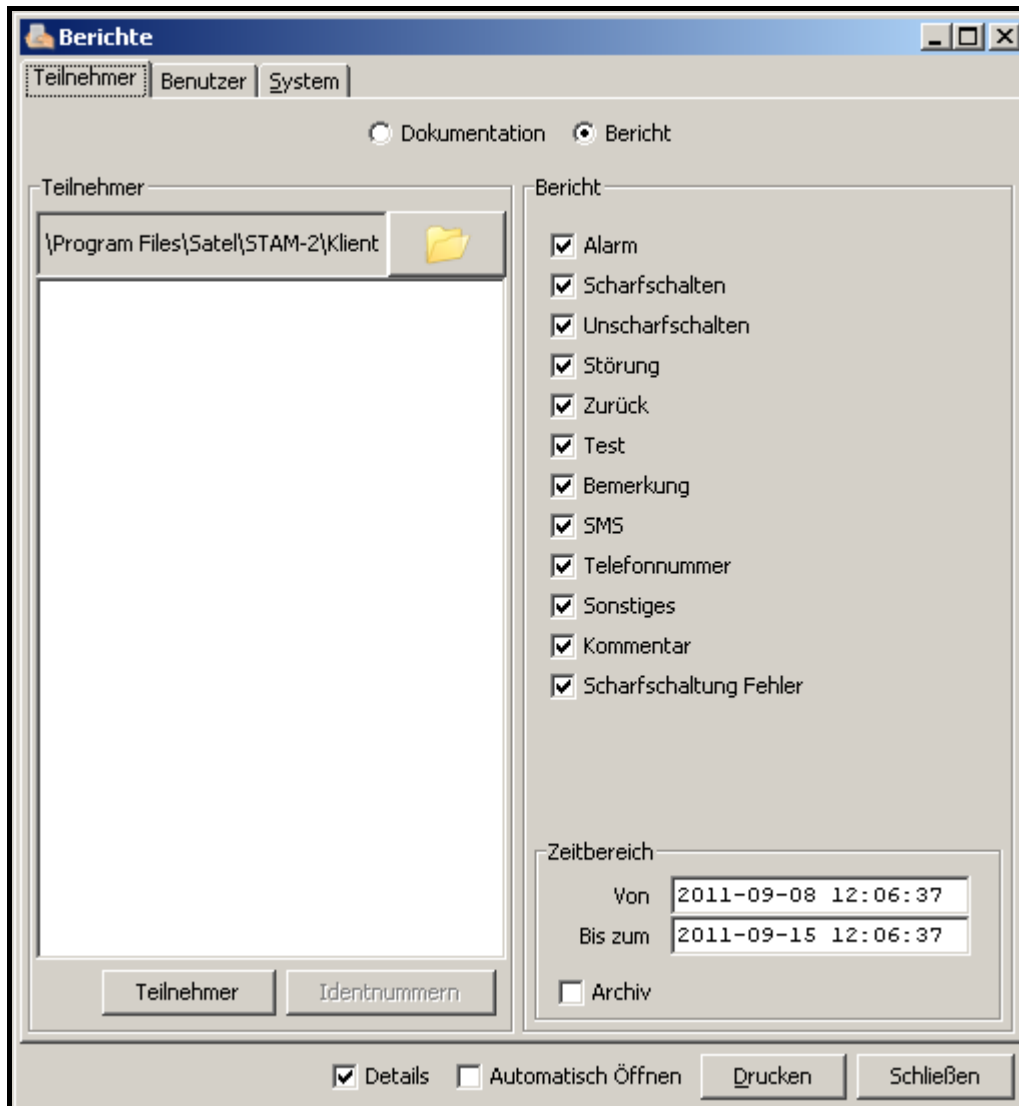 Berichte
Teilnehmer Benutzer System
Dokumentation Bericht
Teilnehmer
\Program Files\Satel\STAM-2\Klient
Teilnehmer Identnummern
Bericht
Alarm
Scharfschalten
Unscharfschalten
Störung
Zurück
Test
Bemerkung
SMS
Telefonnummer
Sonstiges
Kommentar
Scharfschaltung Fehler
Zeitbereich
Von 2011-09-08 12:06:37
Bis zum 2011-09-15 12:06:37
Archiv
Details Automatisch Öffnen Drucken Schließen